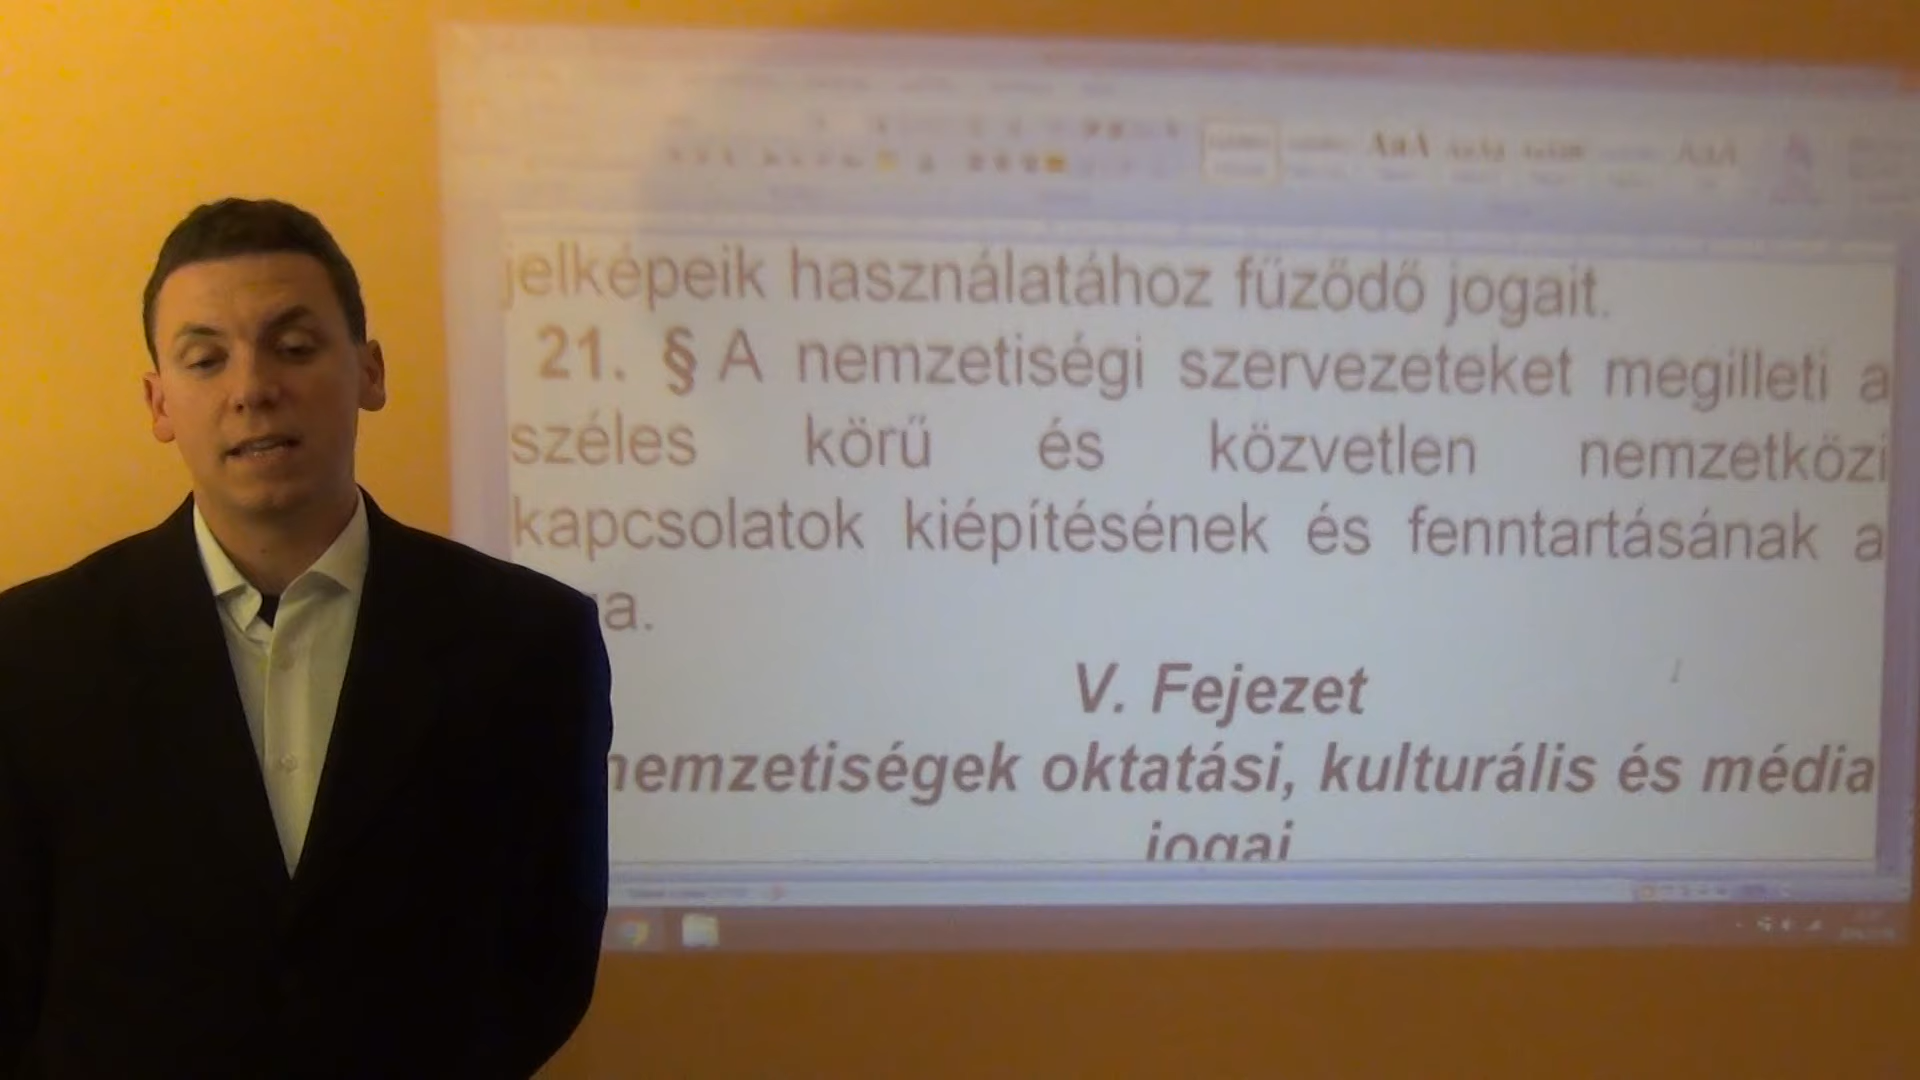 jelképeik használatához fűződő jogait.
21. § A nemzetiségi szervezeteket megilleti a
széles körű és közvetlen nemzetközi
kapcsolatok kiépítésének és fenntartásának a
V. Fejezet
nemzetiségek oktatási, kulturális és média
jogai